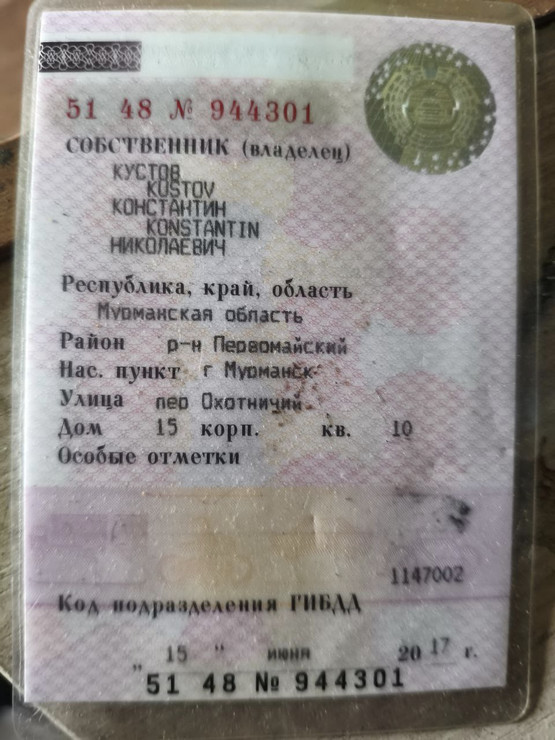 51 48 № 944301
СОБСТВЕННИК (владелец)
КУСТОВ
KUSTOV
КОНСТАНТИН
KONSTANTIN
НИКОЛАЕВИЧ
Республика, край, область
Мурманская область
Район р-н Первомайский
Нас. пункт г Мурманск
Улица пер Охотничий
Дом 15 корп. кв. 10
Особые отметки
1147002
Код подразделения ГИБДД
„ 15 “ июня 2017 г.
51 48 № 944301